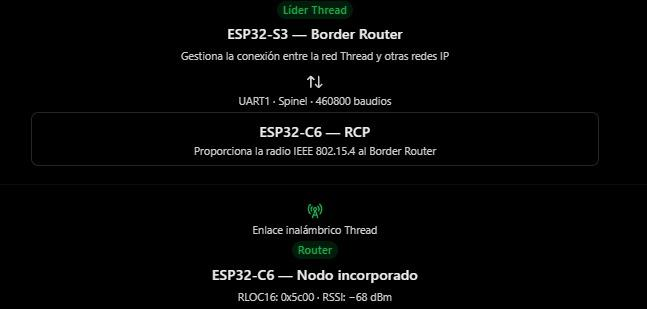 Líder Thread
ESP32-S3 — Border Router
Gestiona la conexión entre la red Thread y otras redes IP
UART1 · Spinel · 460800 baudios
ESP32-C6 — RCP
Proporciona la radio IEEE 802.15.4 al Border Router
Enlace inalámbrico Thread
Router
ESP32-C6 — Nodo incorporado
RLOC16: 0x5c00 · RSSI: −68 dBm